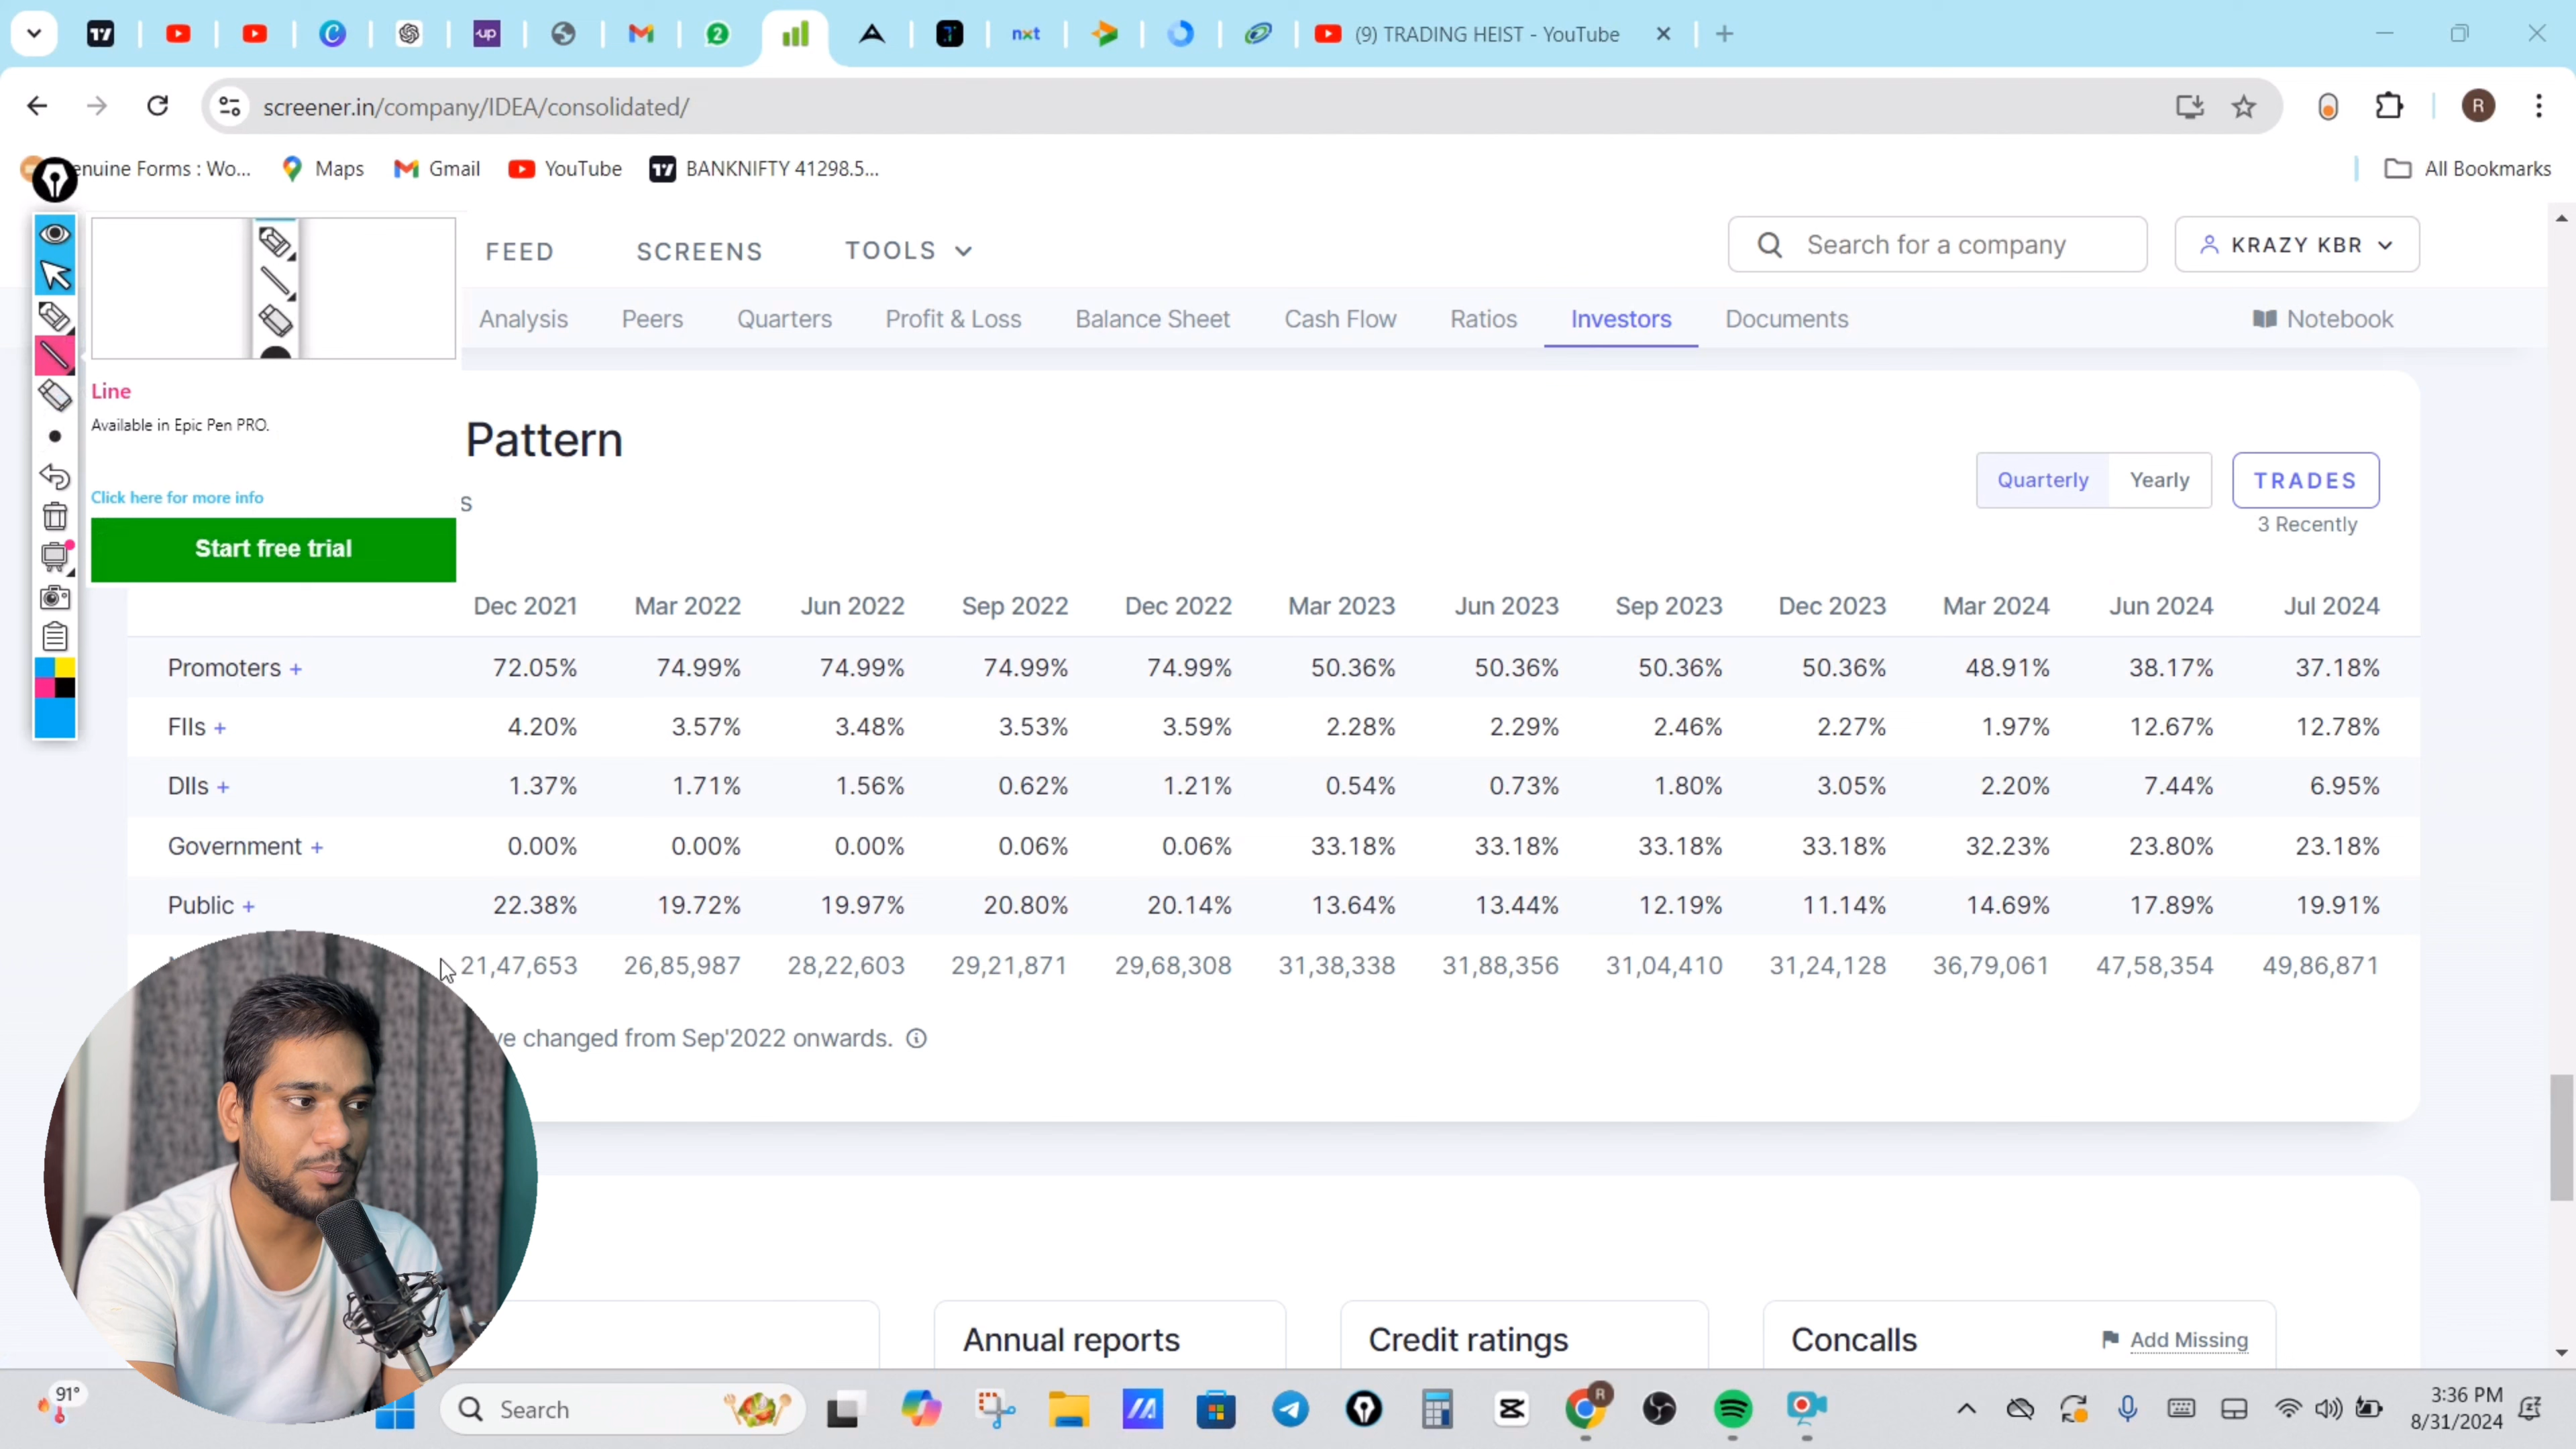 (9) TRADING HEIST - YouTube
screener.in/company/IDEA/consolidated/
R
enuine Forms : Wo...
Maps
Gmail
YouTube
BANKNIFTY 41298.5...
All Bookmarks
FEED
SCREENS
TOOLS
Search for a company
KRAZY KBR
Analysis
Peers
Quarters
Profit & Loss
Balance Sheet
Cash Flow
Ratios
Investors
Documents
Notebook
Line
Available in Epic Pen PRO.
Click here for more info
Start free trial
Pattern
s
Quarterly
Yearly
TRADES
3 Recently
Dec 2021 Mar 2022 Jun 2022 Sep 2022 Dec 2022 Mar 2023 Jun 2023 Sep 2023 Dec 2023 Mar 2024 Jun 2024 Jul 2024
Promoters + 72.05% 74.99% 74.99% 74.99% 74.99% 50.36% 50.36% 50.36% 50.36% 48.91% 38.17% 37.18%
FIIs + 4.20% 3.57% 3.48% 3.53% 3.59% 2.28% 2.29% 2.46% 2.27% 1.97% 12.67% 12.78%
DIIs + 1.37% 1.71% 1.56% 0.62% 1.21% 0.54% 0.73% 1.80% 3.05% 2.20% 7.44% 6.95%
Government + 0.00% 0.00% 0.00% 0.06% 0.06% 33.18% 33.18% 33.18% 33.18% 32.23% 23.80% 23.18%
Public + 22.38% 19.72% 19.97% 20.80% 20.14% 13.64% 13.44% 12.19% 11.14% 14.69% 17.89% 19.91%
21,47,653 26,85,987 28,22,603 29,21,871 29,68,308 31,38,338 31,88,356 31,04,410 31,24,128 36,79,061 47,58,354 49,86,871
ve changed from Sep'2022 onwards.
Annual reports
Credit ratings
Concalls
Add Missing
91°
Search
R
3:36 PM
8/31/2024
2
up
nxt